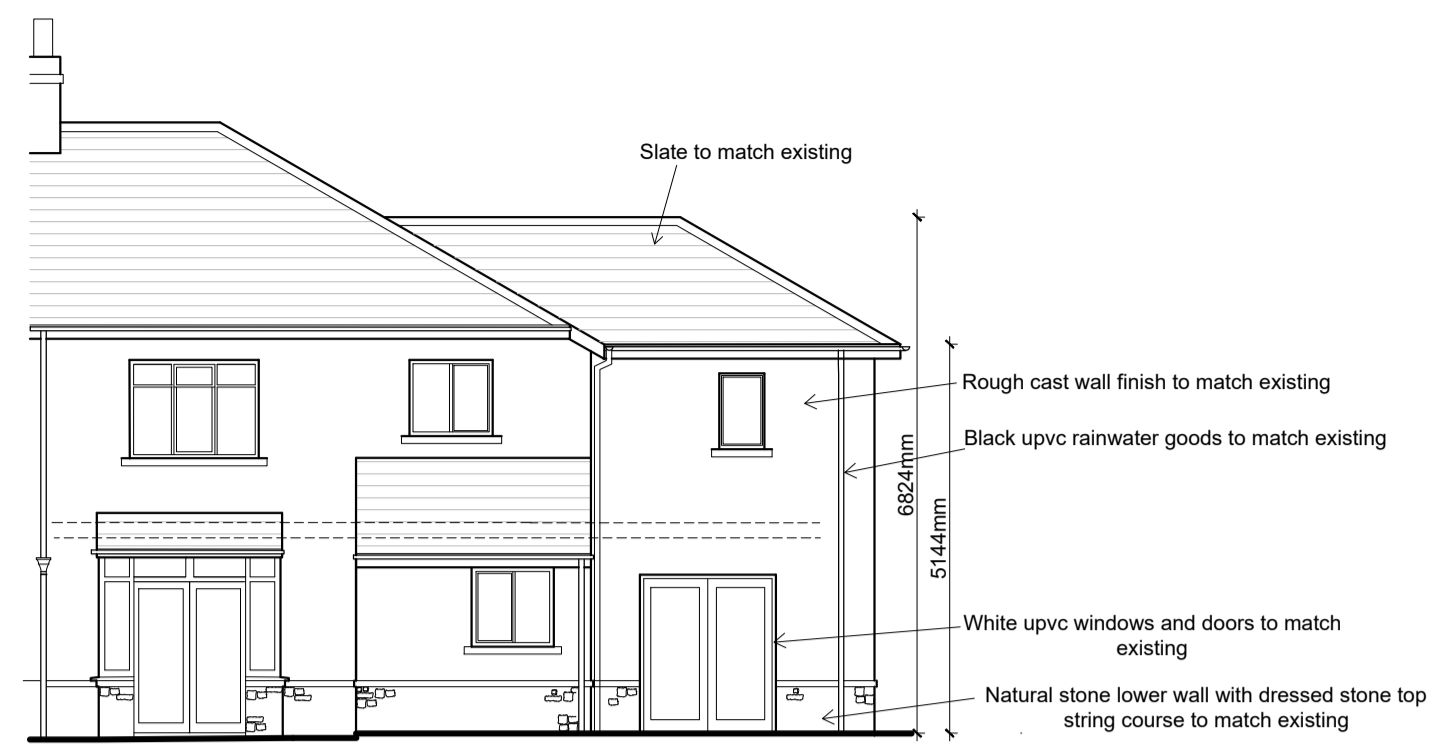 Slate to match existing
Rough cast wall finish to match existing
Black upvc rainwater goods to match existing
6824mm
5144mm
White upvc windows and doors to match
existing
Natural stone lower wall with dressed stone top
string course to match existing